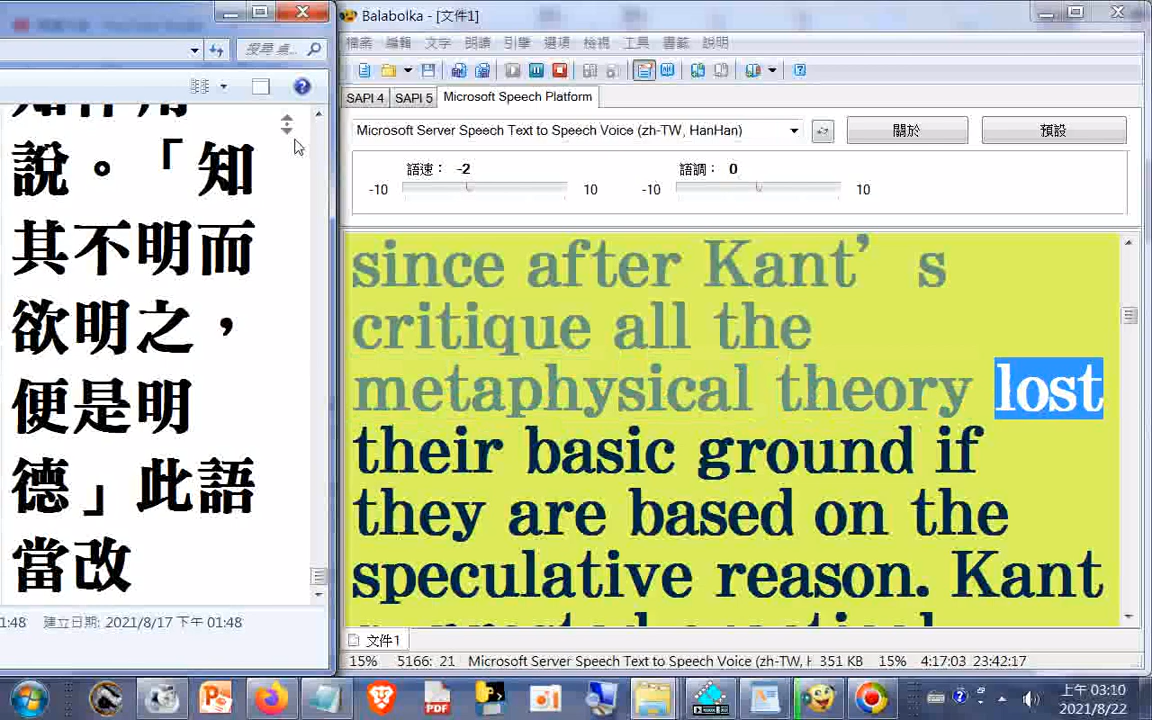 Balabolka - [文件1]
搜尋 桌...
檔案 編輯 文字 朗讀 引擎 選項 檢視 工具 書籤 說明
SAPI 4 SAPI 5 Microsoft Speech Platform
Microsoft Server Speech Text to Speech Voice (zh-TW, HanHan)
關於
預設
語速： -2
語調： 0
-10 10 -10 10
說。「知
其不明而
欲明之，
便是明
德」此語
當改
since after Kant’s
critique all the
metaphysical theory lost
their basic ground if
they are based on the
speculative reason. Kant
1:48 建立日期: 2021/8/17 下午 01:48
文件1
15% 5166: 21 Microsoft Server Speech Text to Speech Voice (zh-TW, H 351 KB 15% 4:17:03 23:42:17
PDF
上午 03:10
2021/8/22